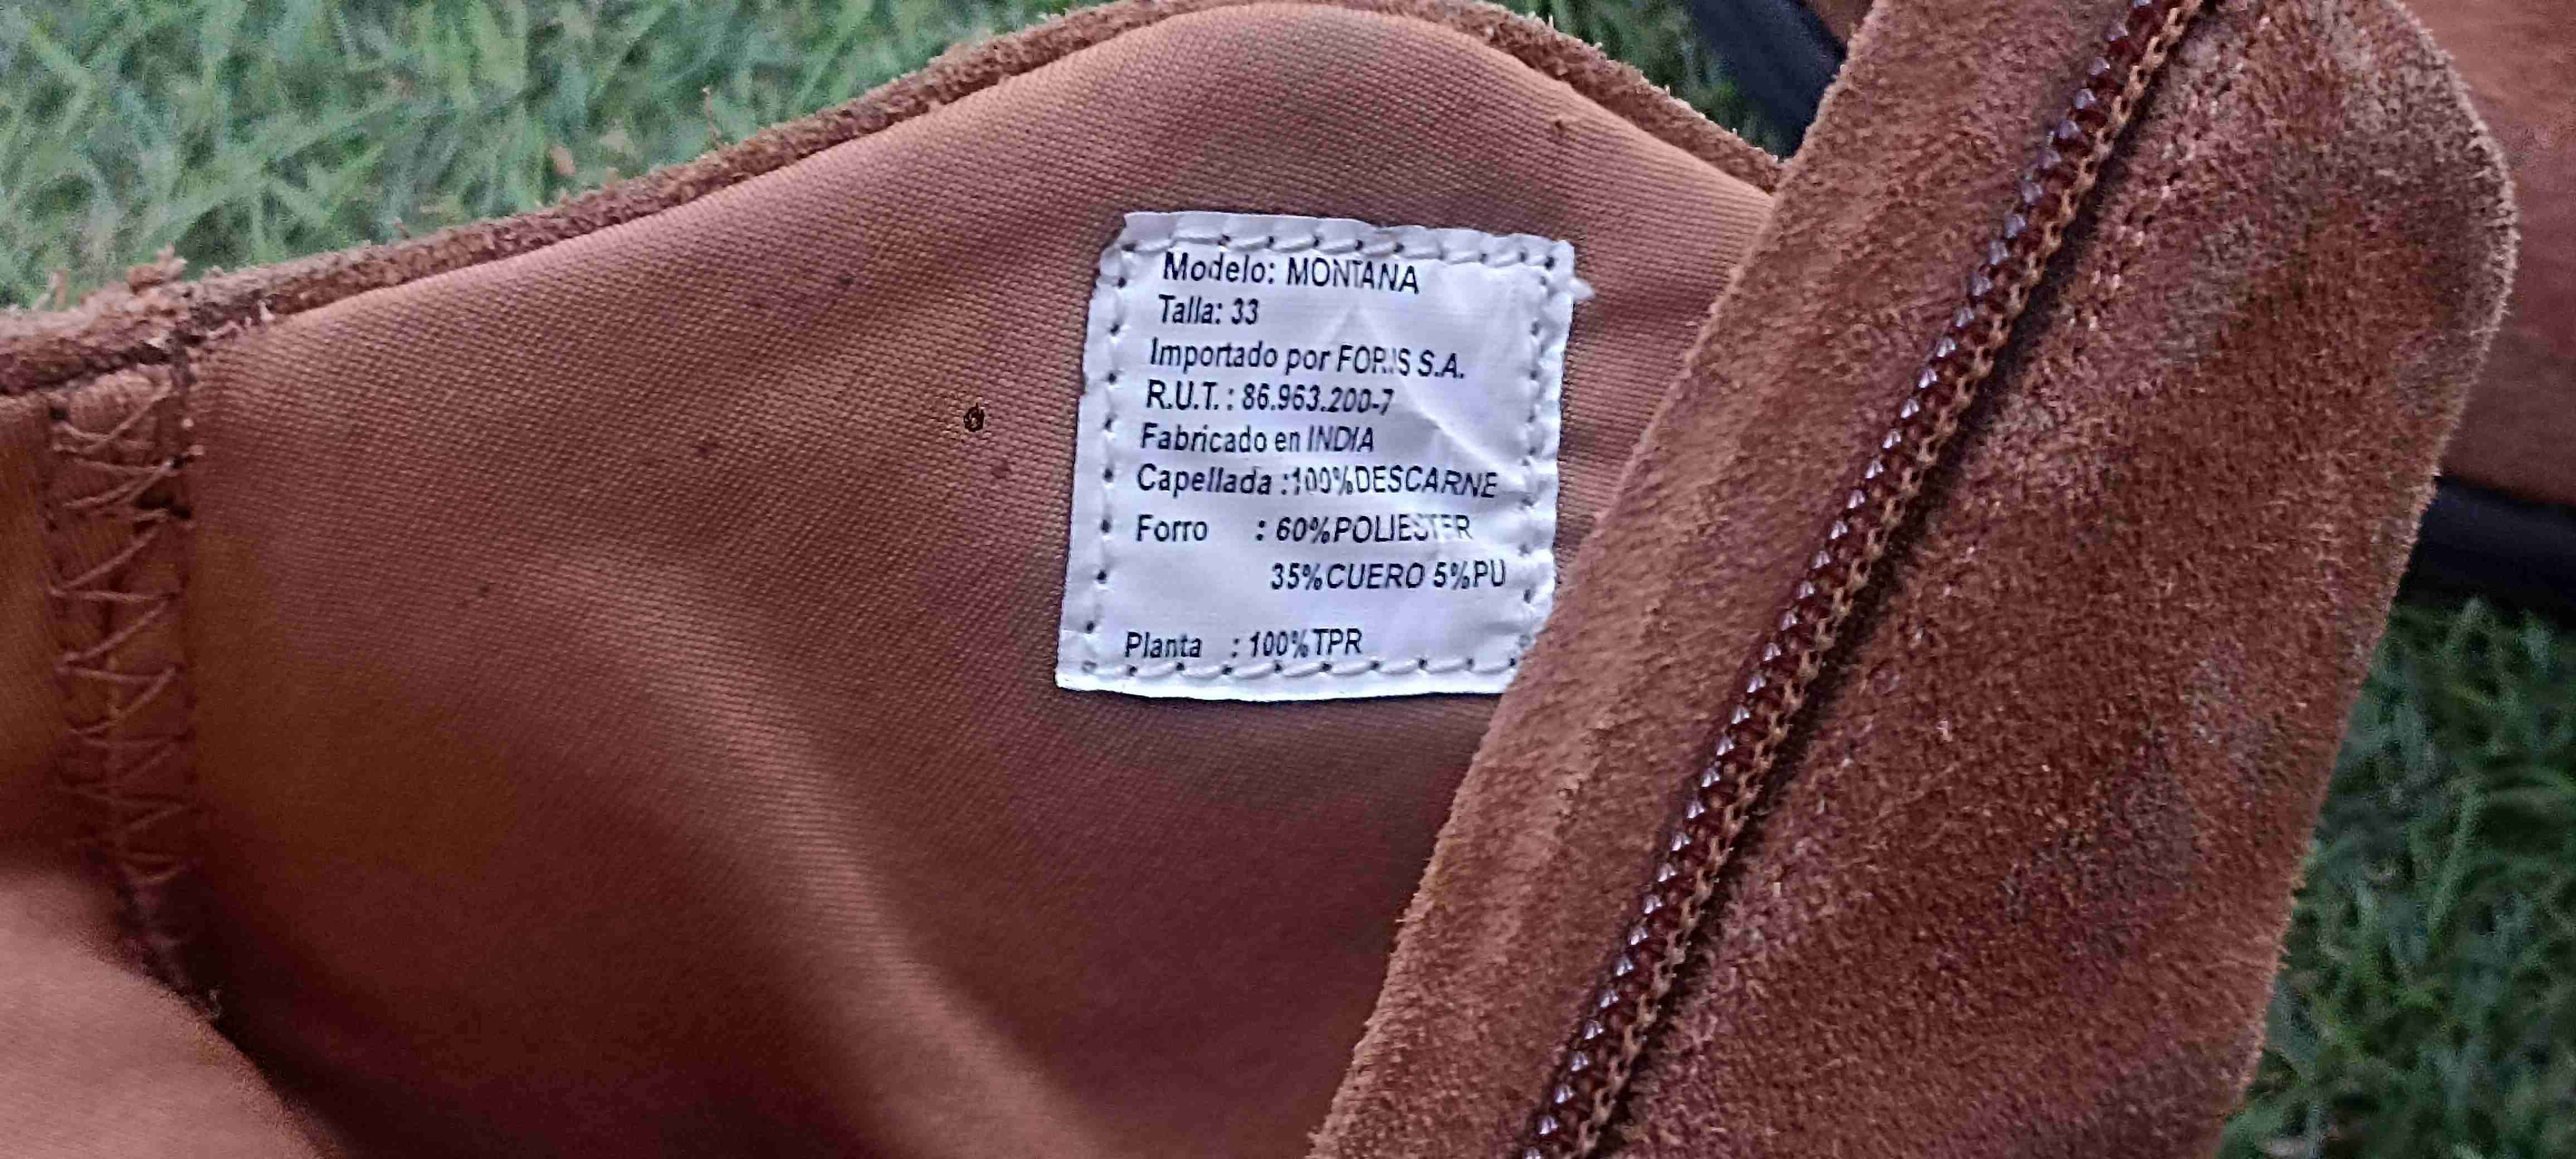 Modelo: MONTANA
Talla: 33
Importado por FORIS S.A.
R.U.T. : 86.963.200-7
Fabricado en INDIA
Capellada :100%DESCARNE
Forro : 60%POLIESTER
35%CUERO 5%PU
Planta : 100%TPR